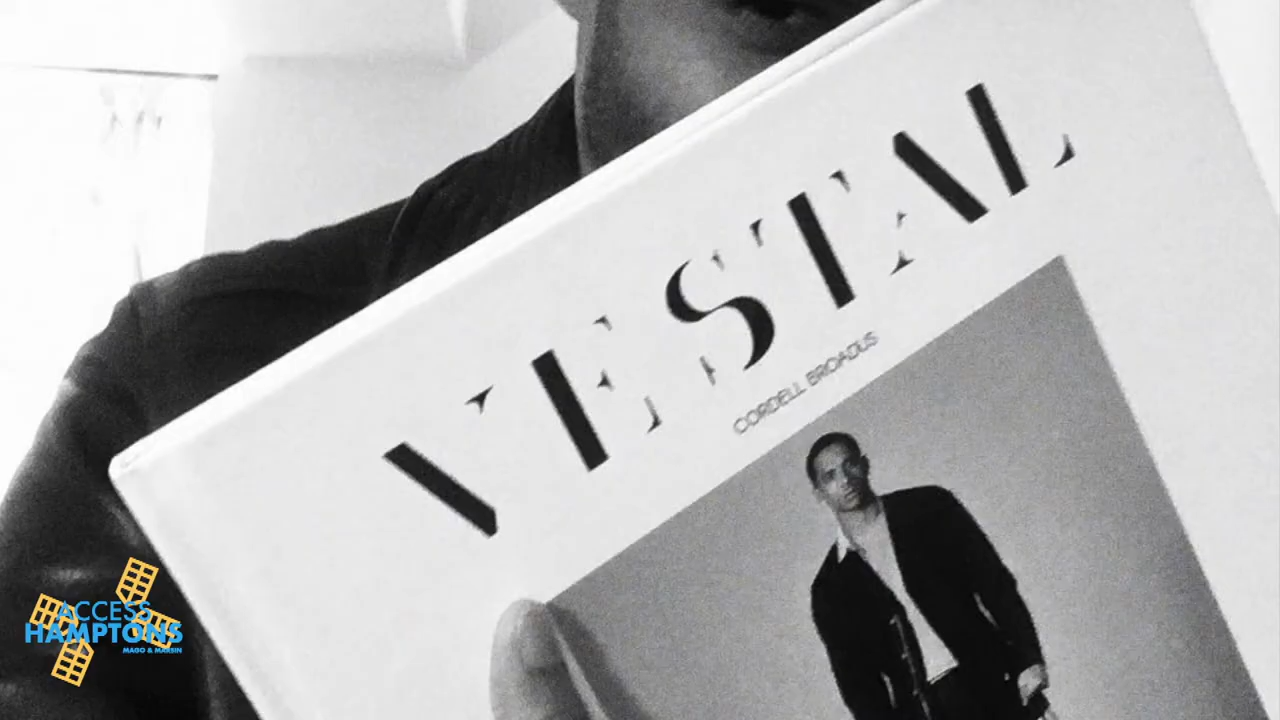 VESTAL
CORDELL BROADUS
ACCESS
HAMPTONS
MAGO & MARSIN